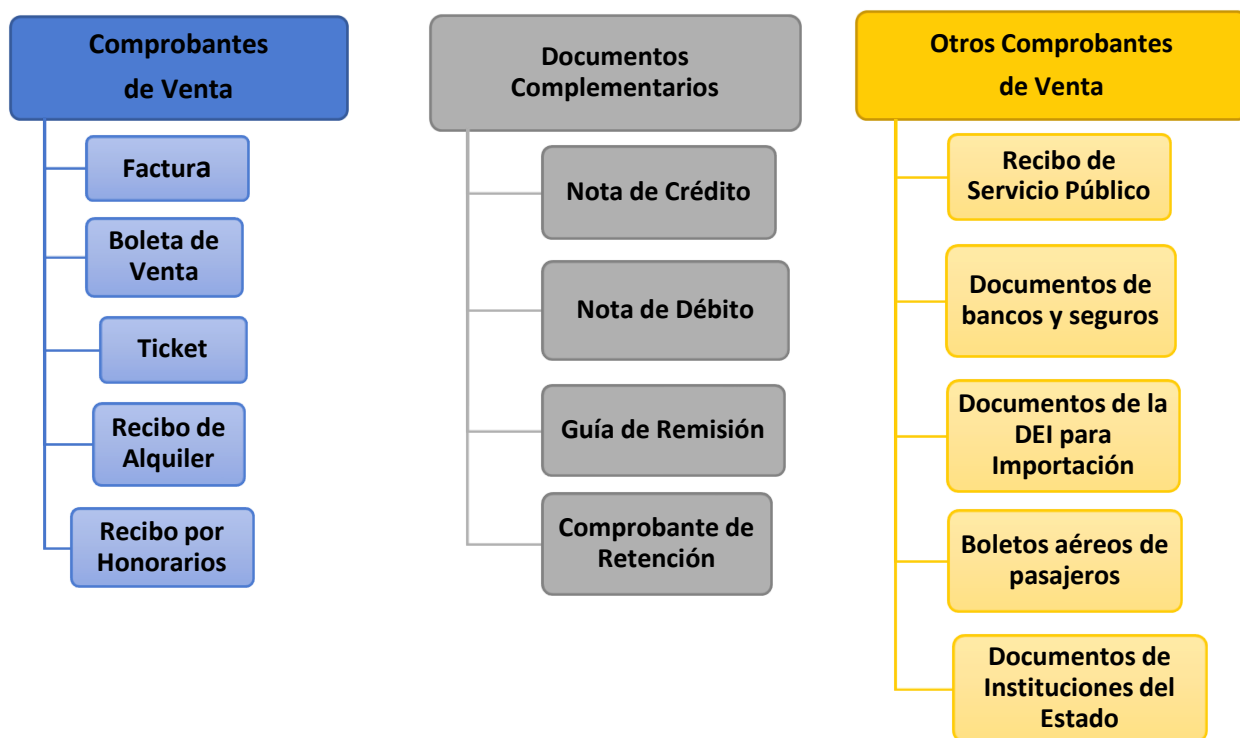 Comprobantes
de Venta
Factura
Boleta de
Venta
Ticket
Recibo de
Alquiler
Recibo por
Honorarios
Documentos
Complementarios
Nota de Crédito
Nota de Débito
Guía de Remisión
Comprobante de
Retención
Otros Comprobantes
de Venta
Recibo de
Servicio Público
Documentos de
bancos y seguros
Documentos de la
DEI para
Importación
Boletos aéreos de
pasajeros
Documentos de
Instituciones del
Estado